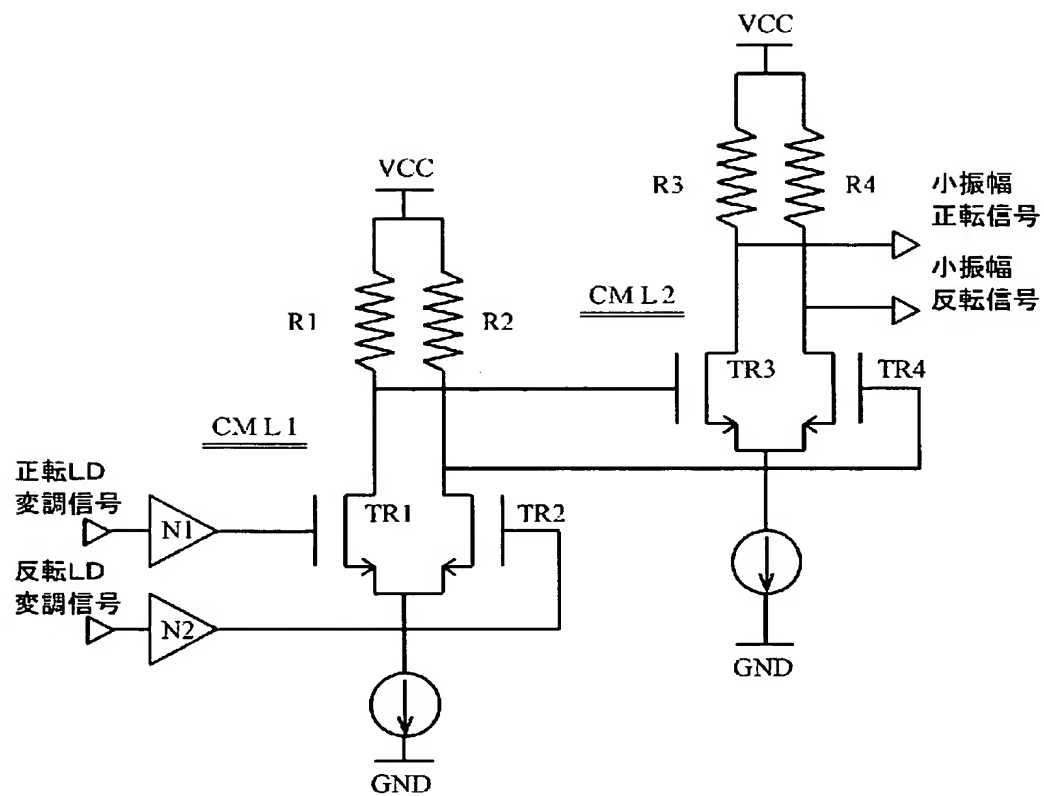 VCC
R3
R4
小振幅
正転信号
小振幅
反転信号
VCC
R1
R2
CML2
TR3
TR4
CML1
正転LD
変調信号
N1
TR1
TR2
反転LD
変調信号
N2
GND
GND